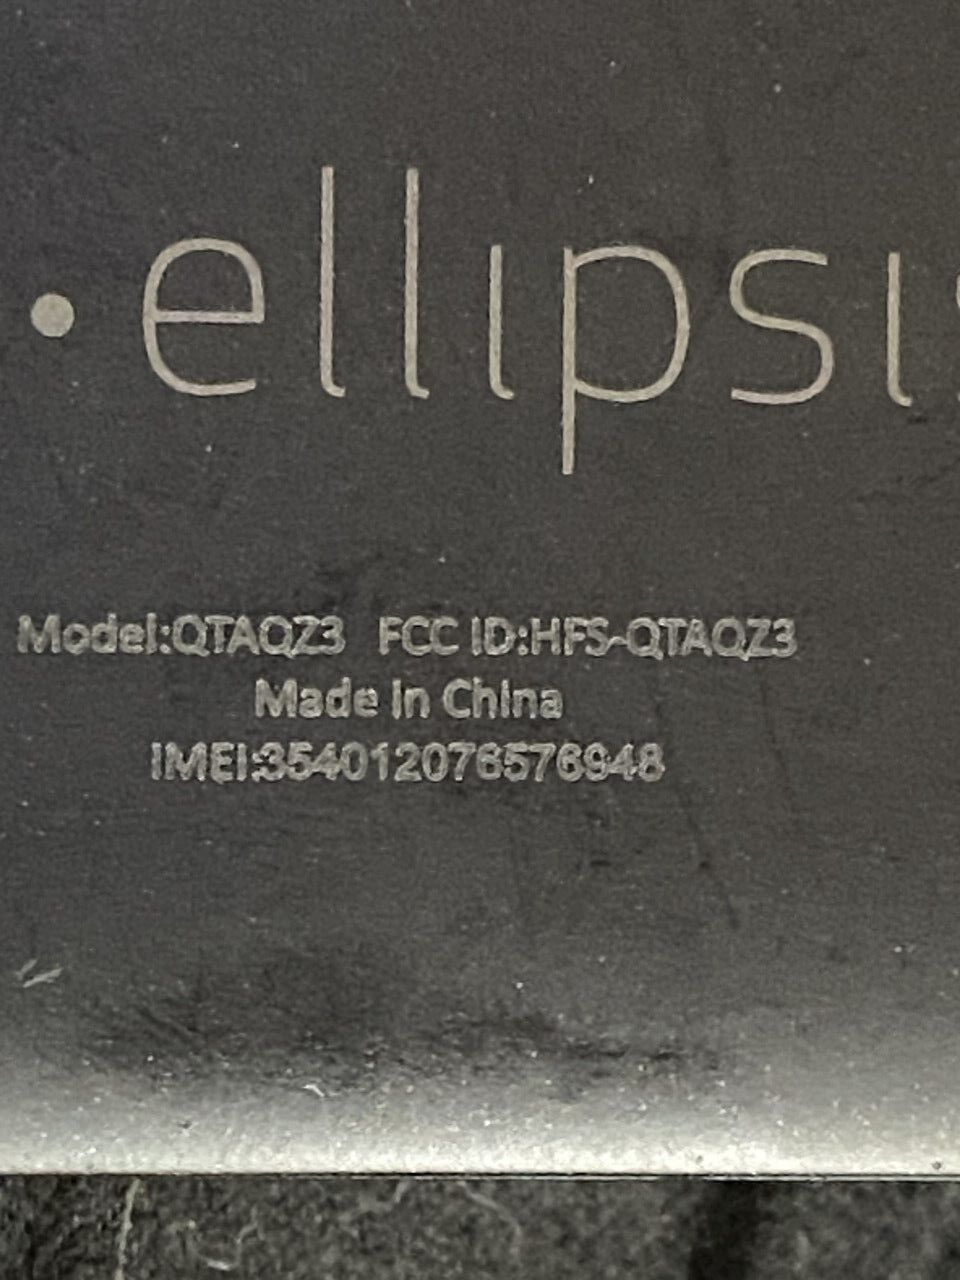 ellipsis
Model:QTAQZ3 FCC ID:HFS-QTAQZ3
Made in China
IMEI:354012076576948